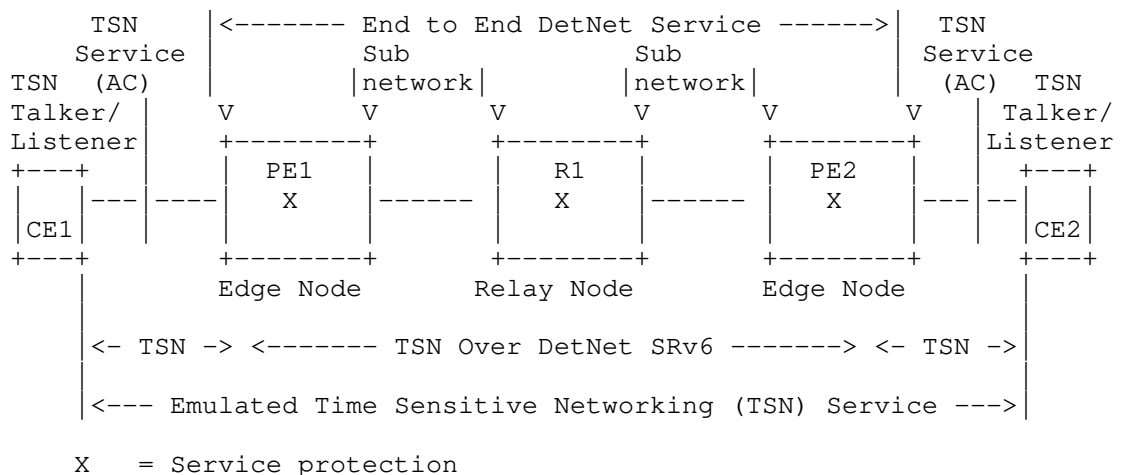 TSN |<------- End to End DetNet Service ------>| TSN
Service | Sub Sub | Service
TSN (AC) | |network| |network| | (AC) TSN
Talker/ | V V V V V V | Talker/
Listener| +--------+ +--------+ +--------+ |Listener
+---+ | | PE1 | | R1 | | PE2 | | +---+
| |---|----| X |------ | X |------ | X |---|--| |
|CE1| | | | | | | | | |CE2|
+---+ +--------+ +--------+ +--------+ +---+
| Edge Node Relay Node Edge Node |
|<- TSN -> <------- TSN Over DetNet SRv6 -------> <- TSN ->|
|<--- Emulated Time Sensitive Networking (TSN) Service --->|
X = Service protection